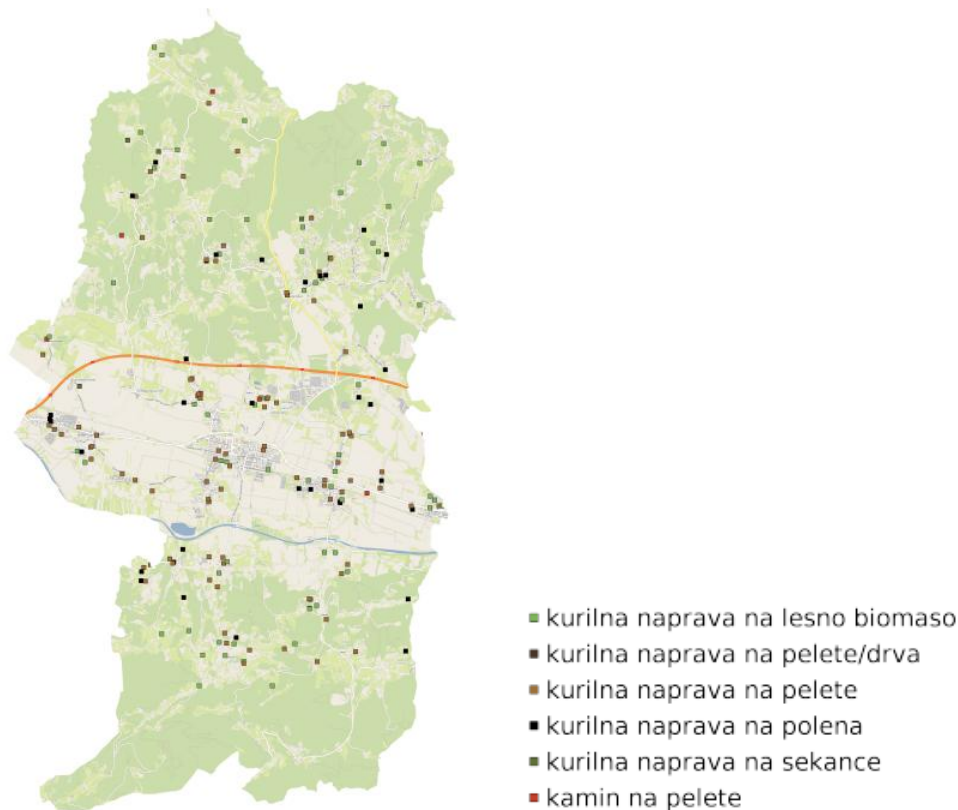 kurilna naprava na lesno biomaso
kurilna naprava na pelete/drva
kurilna naprava na pelete
kurilna naprava na polena
kurilna naprava na sekance
kamin na pelete